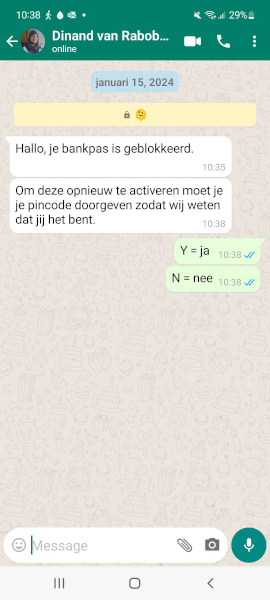 10:38
29%
Dinand van Rabob...
online
januari 15, 2024
Hallo, je bankpas is geblokkeerd.
10:35
Om deze opnieuw te activeren moet je
je pincode doorgeven zodat wij weten
dat jij het bent.
10:38
Y = ja 10:38
N = nee 10:38
Message